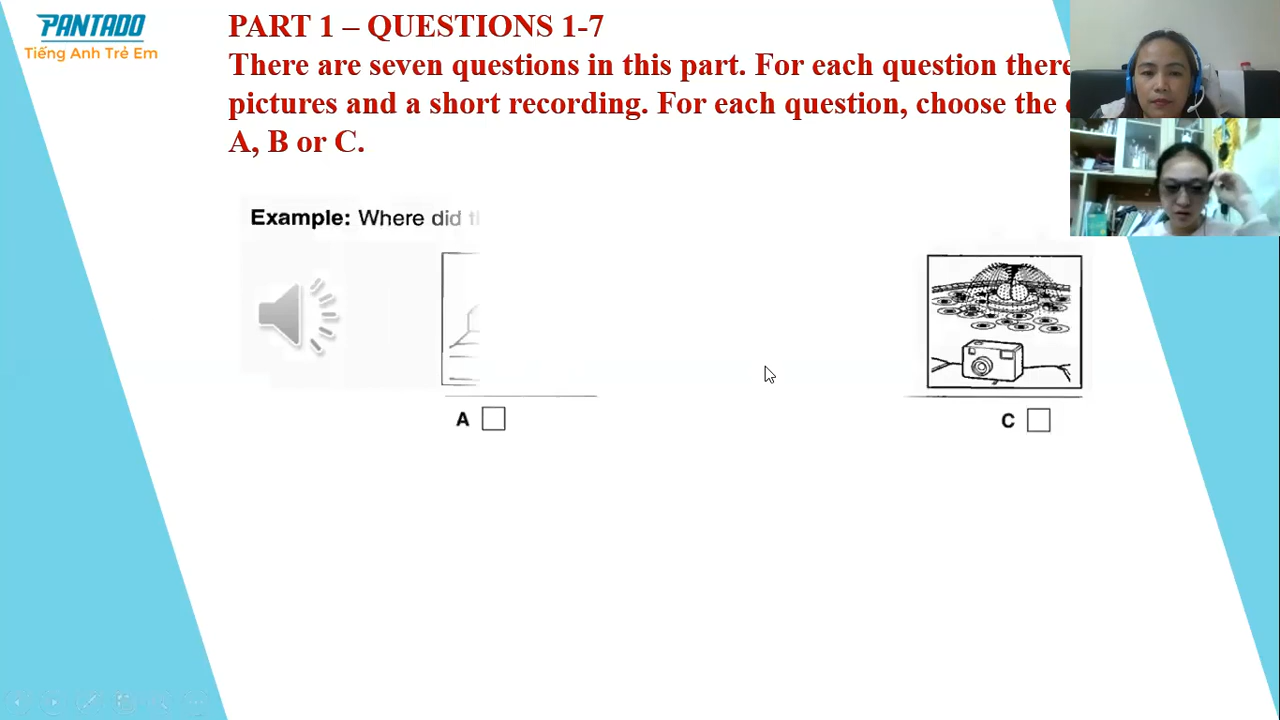 PANTADO
Tiếng Anh Trẻ Em
PART 1 – QUESTIONS 1-7
There are seven questions in this part. For each question there
pictures and a short recording. For each question, choose the
A, B or C.
Example: Where did
A
C